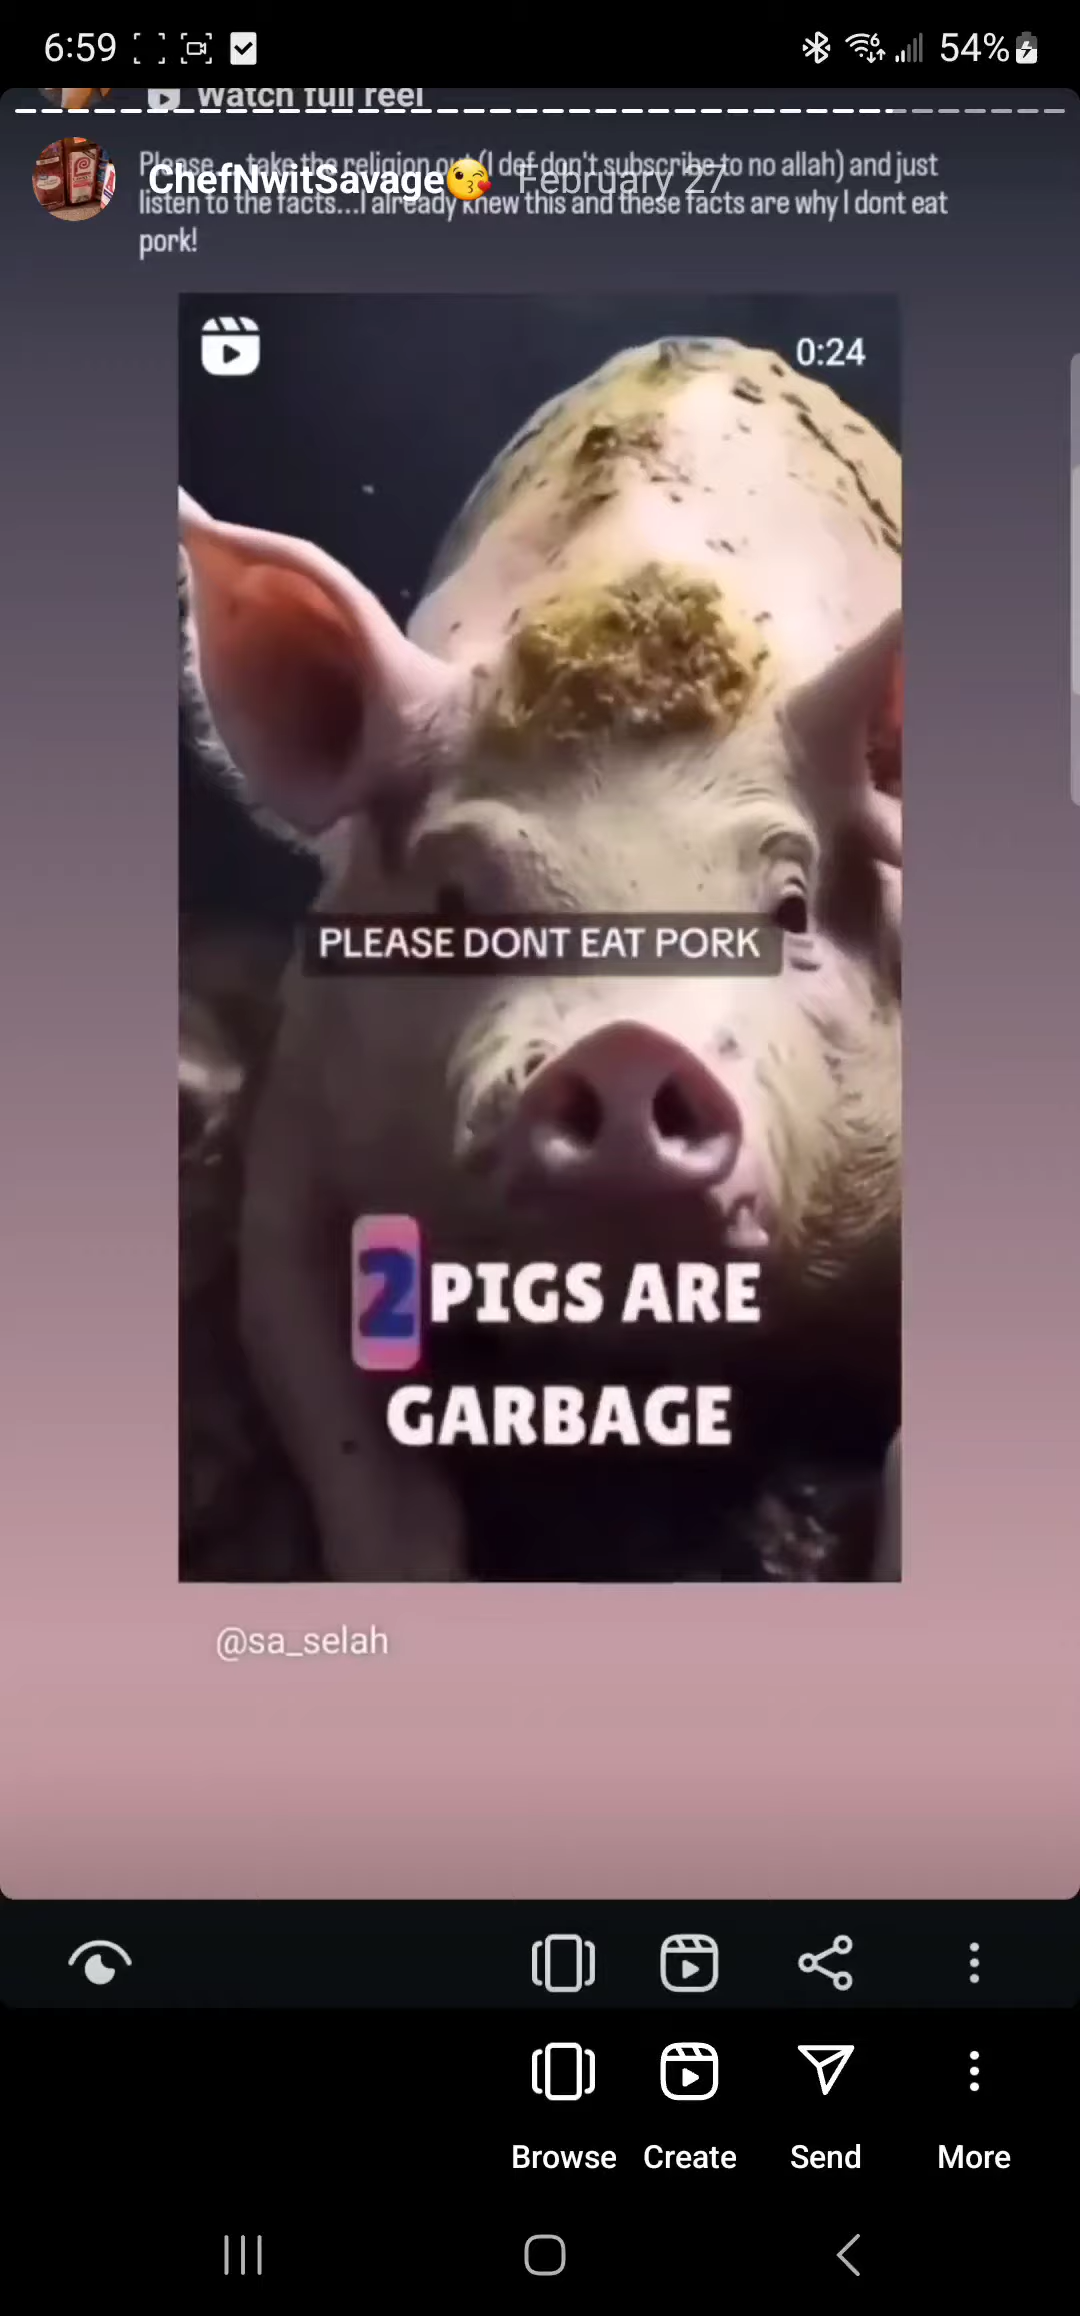 6:59
54%
Watch full reel
ChefNwitSavage😘 February 27
Please... take the religion out (I def don't subscribe to no allah) and just
listen to the facts...I already knew this and these facts are why I dont eat
pork!
0:24
PLEASE DONT EAT PORK
2 PIGS ARE
GARBAGE
@sa_selah
Browse Create Send More